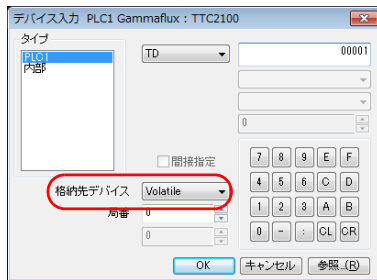 デバイス入力 PLC1 Gammaflux : TTC2100
タイプ
PLC1
内部
TD
00001
0
間接指定
格納先デバイス Volatile
局番 0
0
7 8 9 E F
4 5 6 C D
1 2 3 A B
0 - : CL CR
OK キャンセル 参照...(R)